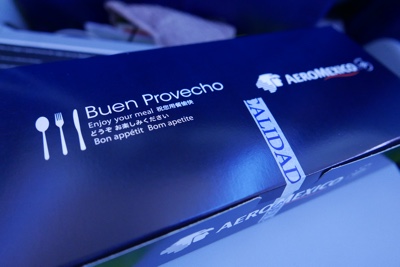 Buen Provecho
Enjoy your meal 祝您用餐愉快
どうぞ お楽しみください
Bon appétit Bom apetite
AEROMEXICO
CALIDAD
AEROMEXICO